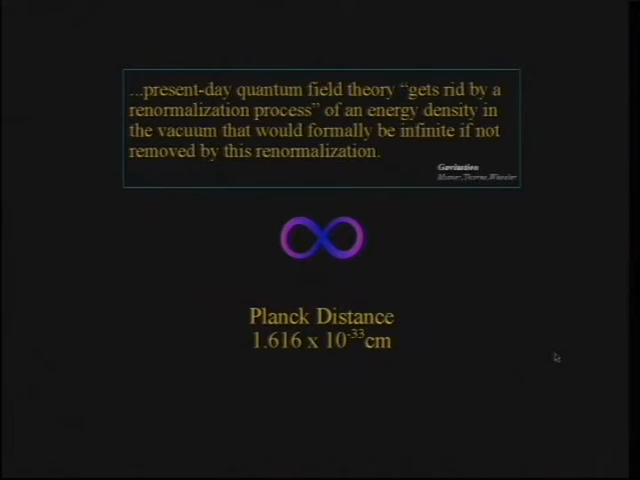 ...present-day quantum field theory “gets rid by a
renormalization process” of an energy density in
the vacuum that would formally be infinite if not
removed by this renormalization.
Gravitation
Misner, Thorne, Wheeler
∞
Planck Distance
1.616 x 10⁻³³cm